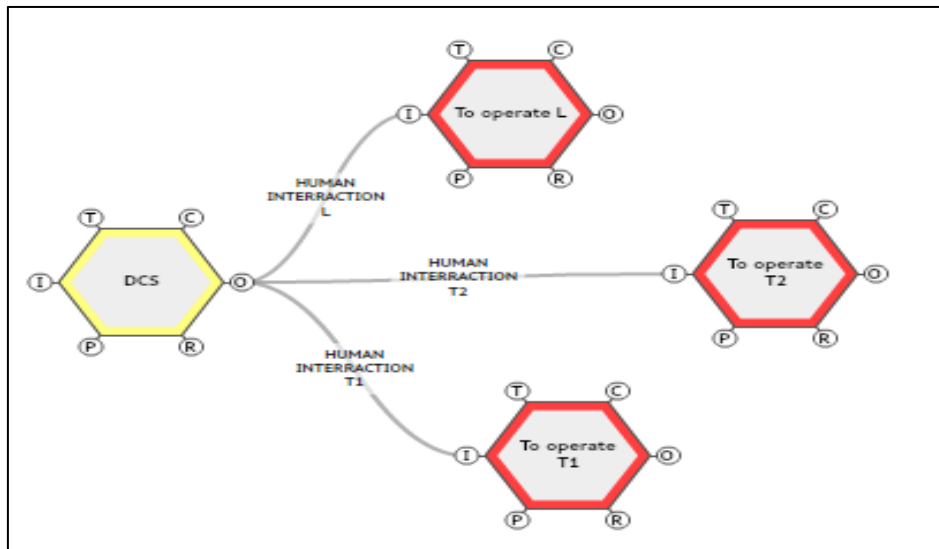 T C
I To operate L O
P R
HUMAN
INTERRACTION
L
T C
I DCS O
P R
HUMAN
INTERRACTION
T2
T C
I To operate O
T2
P R
HUMAN
INTERRACTION
T1
T C
I To operate O
T1
P R